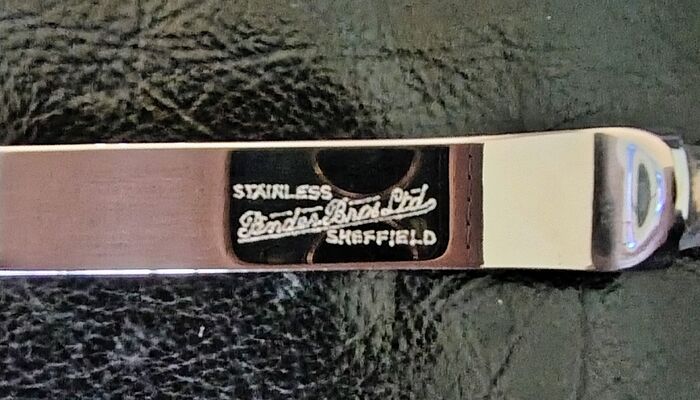 STAINLESS
Pinder Bros Ltd
SHEFFIELD